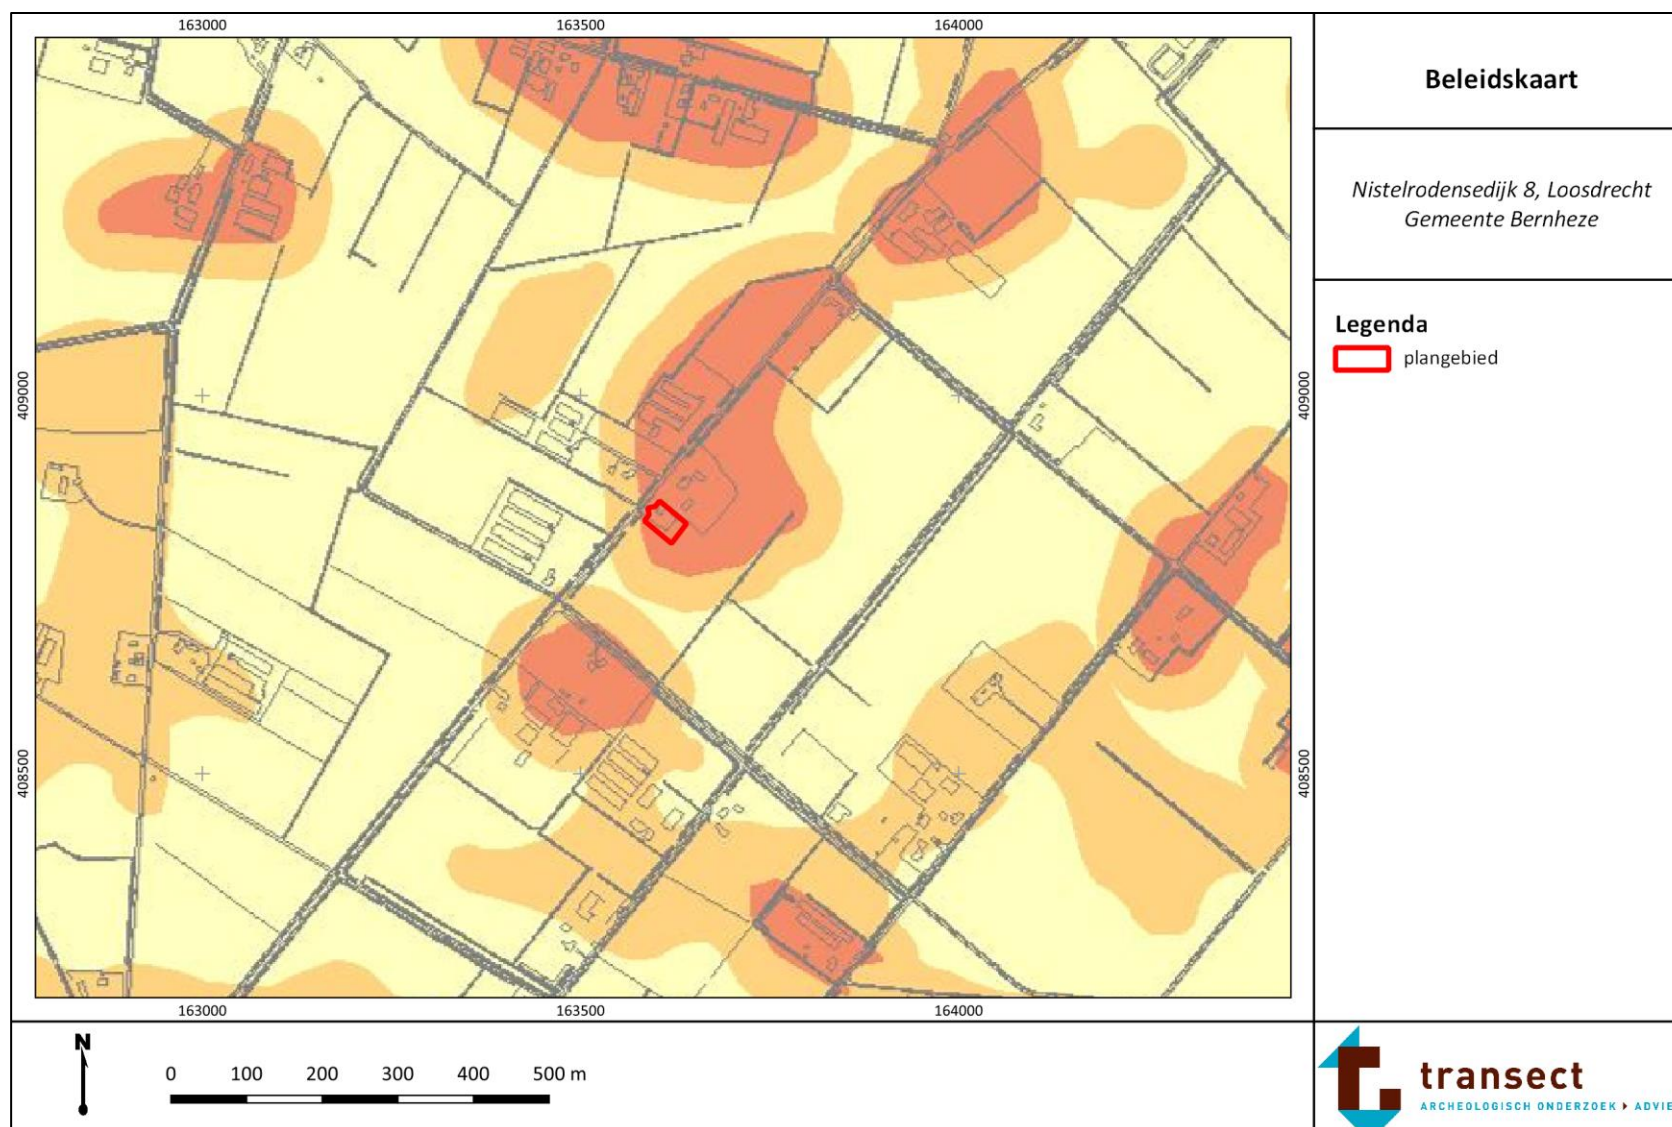 163000 163500 164000
409000
409000
408500
408500
163000 163500 164000
N
0 100 200 300 400 500 m
Beleidskaart
Nistelrodensedijk 8, Loosdrecht
Gemeente Bernheze
Legenda
plangebied
transect
ARCHEOLOGISCH ONDERZOEK ADVIE